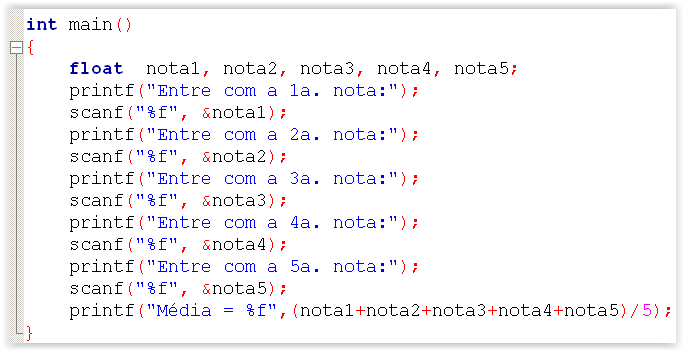 int main()
{
float  nota1, nota2, nota3, nota4, nota5;
printf("Entre com a 1a. nota:");
scanf("%f", &nota1);
printf("Entre com a 2a. nota:");
scanf("%f", &nota2);
printf("Entre com a 3a. nota:");
scanf("%f", &nota3);
printf("Entre com a 4a. nota:");
scanf("%f", &nota4);
printf("Entre com a 5a. nota:");
scanf("%f", &nota5);
printf("Média = %f",(nota1+nota2+nota3+nota4+nota5)/5);
}